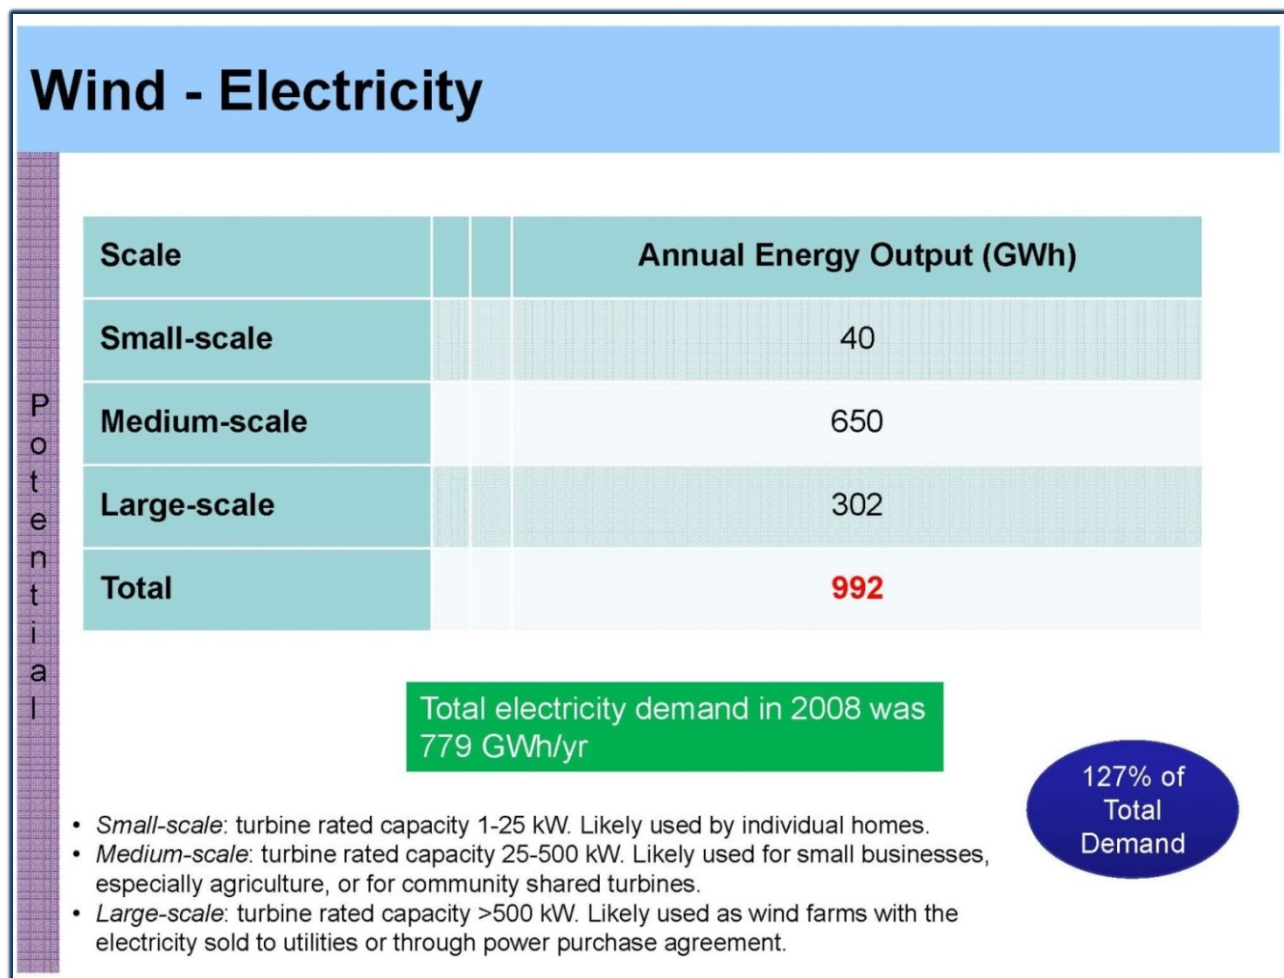 Wind - Electricity
Potential
Scale Annual Energy Output (GWh)
Small-scale 40
Medium-scale 650
Large-scale 302
Total 992
Total electricity demand in 2008 was
779 GWh/yr
127% of
Total
Demand
• Small-scale: turbine rated capacity 1-25 kW. Likely used by individual homes.
• Medium-scale: turbine rated capacity 25-500 kW. Likely used for small businesses,
especially agriculture, or for community shared turbines.
• Large-scale: turbine rated capacity >500 kW. Likely used as wind farms with the
electricity sold to utilities or through power purchase agreement.